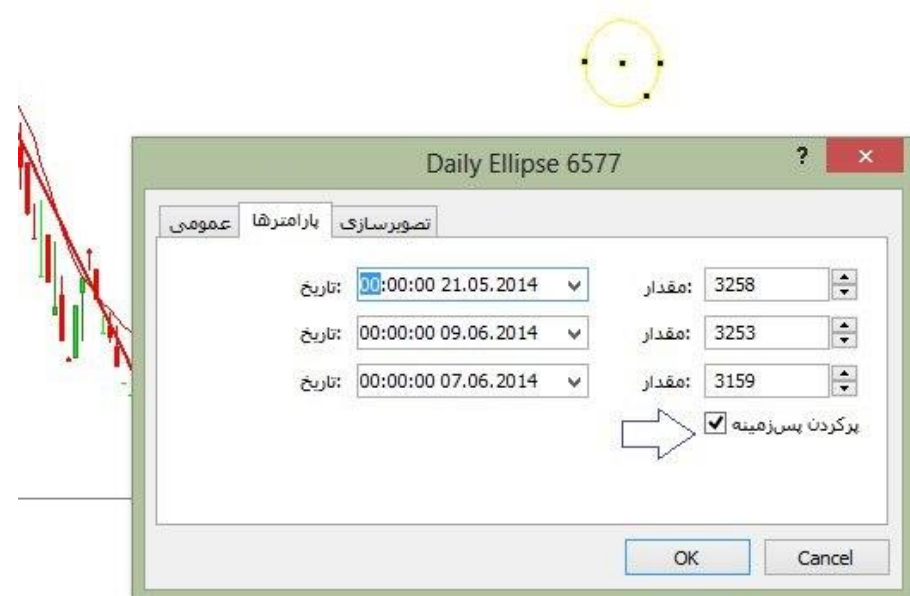 Daily Ellipse 6577 ? ×
عمومی پارامترها تصویرسازی
تاریخ: 00:00:00 21.05.2014 مقدار: 3258
تاریخ: 00:00:00 09.06.2014 مقدار: 3253
تاریخ: 00:00:00 07.06.2014 مقدار: 3159
پرکردن پس‌زمینه
OK Cancel